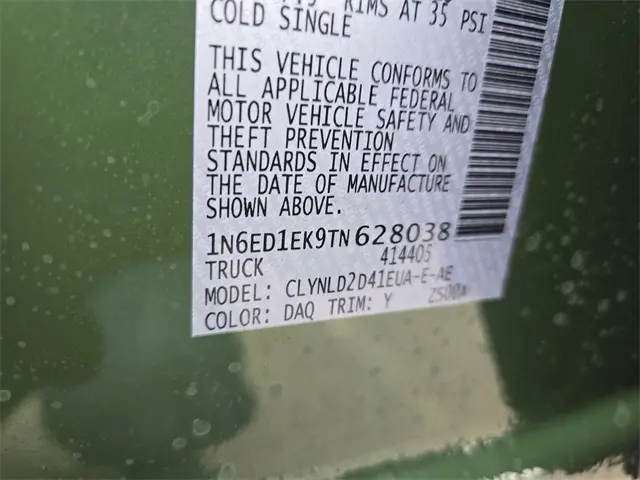 RIMS AT 35 PSI
COLD SINGLE
THIS VEHICLE CONFORMS TO
ALL APPLICABLE FEDERAL
MOTOR VEHICLE SAFETY AND
THEFT PREVENTION
STANDARDS IN EFFECT ON
THE DATE OF MANUFACTURE
SHOWN ABOVE.
1N6ED1EK9TN628038
TRUCK 414405
MODEL: CLYNLD2D41EUA-E-AE
COLOR: DAQ TRIM: Y ZS00A